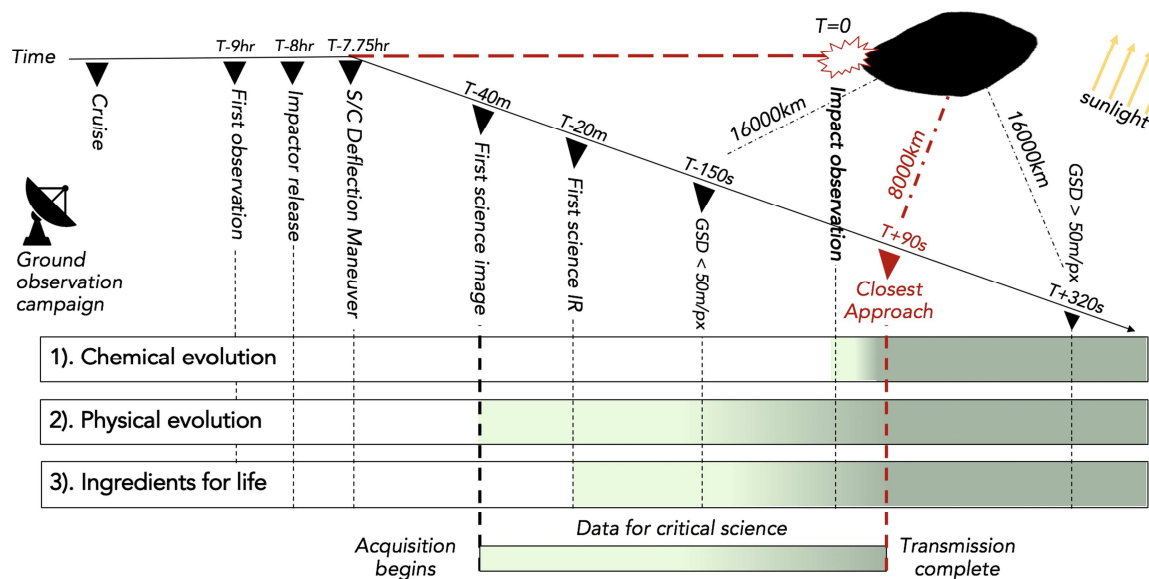 Time
T-9hr
T-8hr
T-7.75hr
T=0
sunlight
Cruise
First observation
Impactor release
S/C Deflection Maneuver
T-40m
First science image
T-20m
First science IR
T-150s
GSD < 50m/px
16000km
Impact observation
8000km
T+90s
Closest
Approach
16000km
GSD > 50m/px
T+320s
Ground
observation
campaign
1). Chemical evolution
2). Physical evolution
3). Ingredients for life
Data for critical science
Acquisition
begins
Transmission
complete